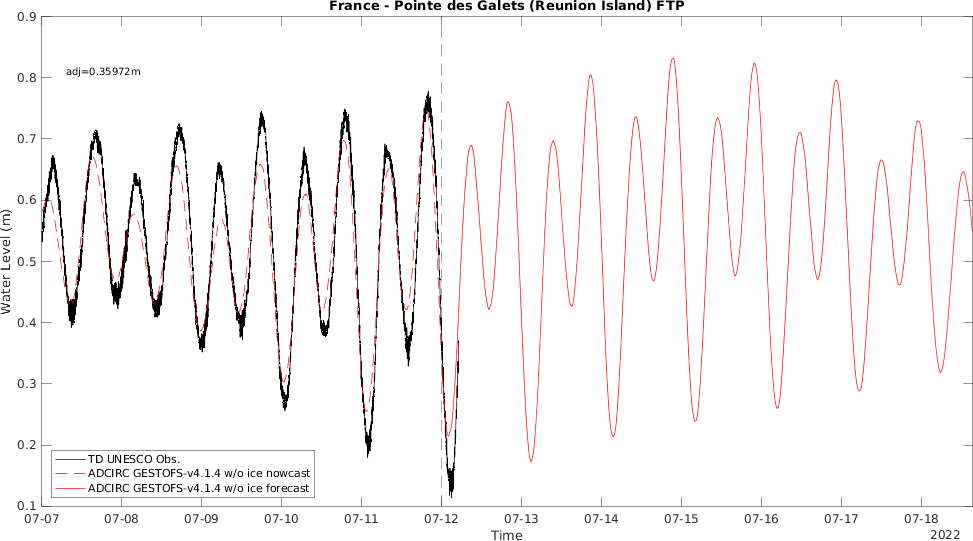 France - Pointe des Galets (Reunion Island) FTP
0.9
0.8
0.7
0.6
0.5
0.4
0.3
0.2
0.1
Water Level (m)
adj=0.35972m
TD UNESCO Obs.
ADCIRC GESTOFS-v4.1.4 w/o ice nowcast
ADCIRC GESTOFS-v4.1.4 w/o ice forecast
07-07 07-08 07-09 07-10 07-11 07-12 07-13 07-14 07-15 07-16 07-17 07-18
Time
2022